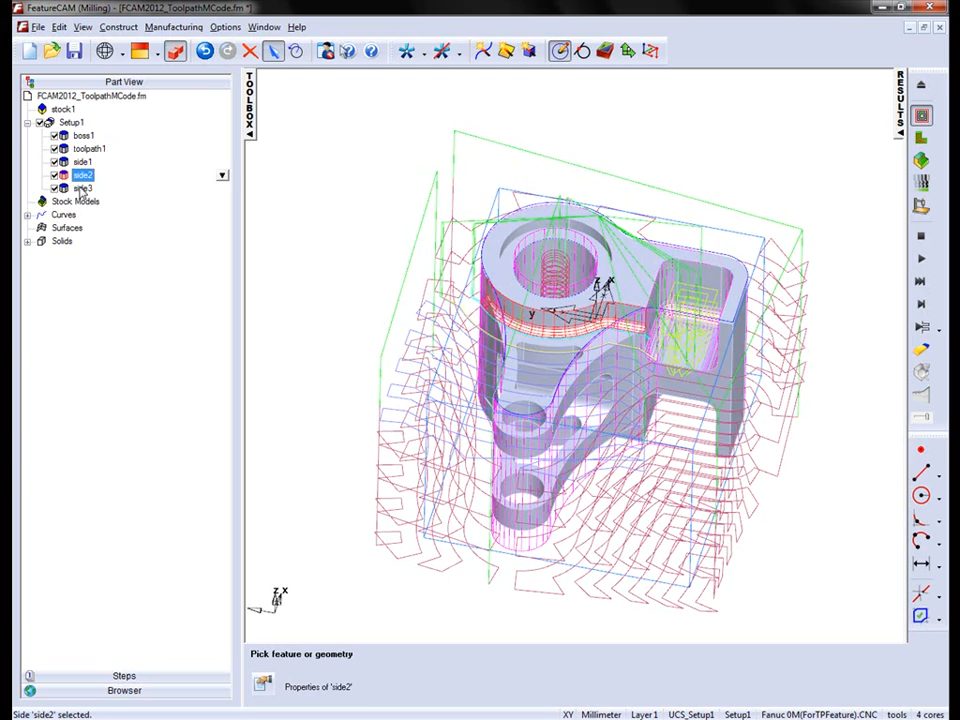 FeatureCAM (Milling) - [FCAM2012_ToolpathMCode.fm *]
File Edit View Construct Manufacturing Options Window Help
Part View
FCAM2012_ToolpathMCode.fm
stock1
Setup1
boss1
toolpath1
side1
side2
side3
Stock Models
Curves
Surfaces
Solids
TOOLBOX
RESULTS
Z X
y
Z X
Steps
Browser
Pick feature or geometry
Properties of 'side2'
Side 'side2' selected.
XY Millimeter Layer1 UCS_Setup1 Setup1 Fanuc 0M(ForTPFeature).CNC tools 4 cores